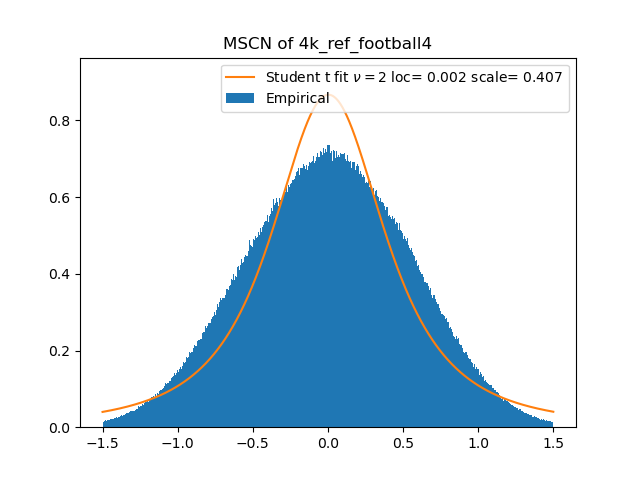 MSCN of 4k_ref_football4
Student t fit ν = 2 loc= 0.002 scale= 0.407
Empirical
0.8
0.6
0.4
0.2
0.0
−1.5 −1.0 −0.5 0.0 0.5 1.0 1.5